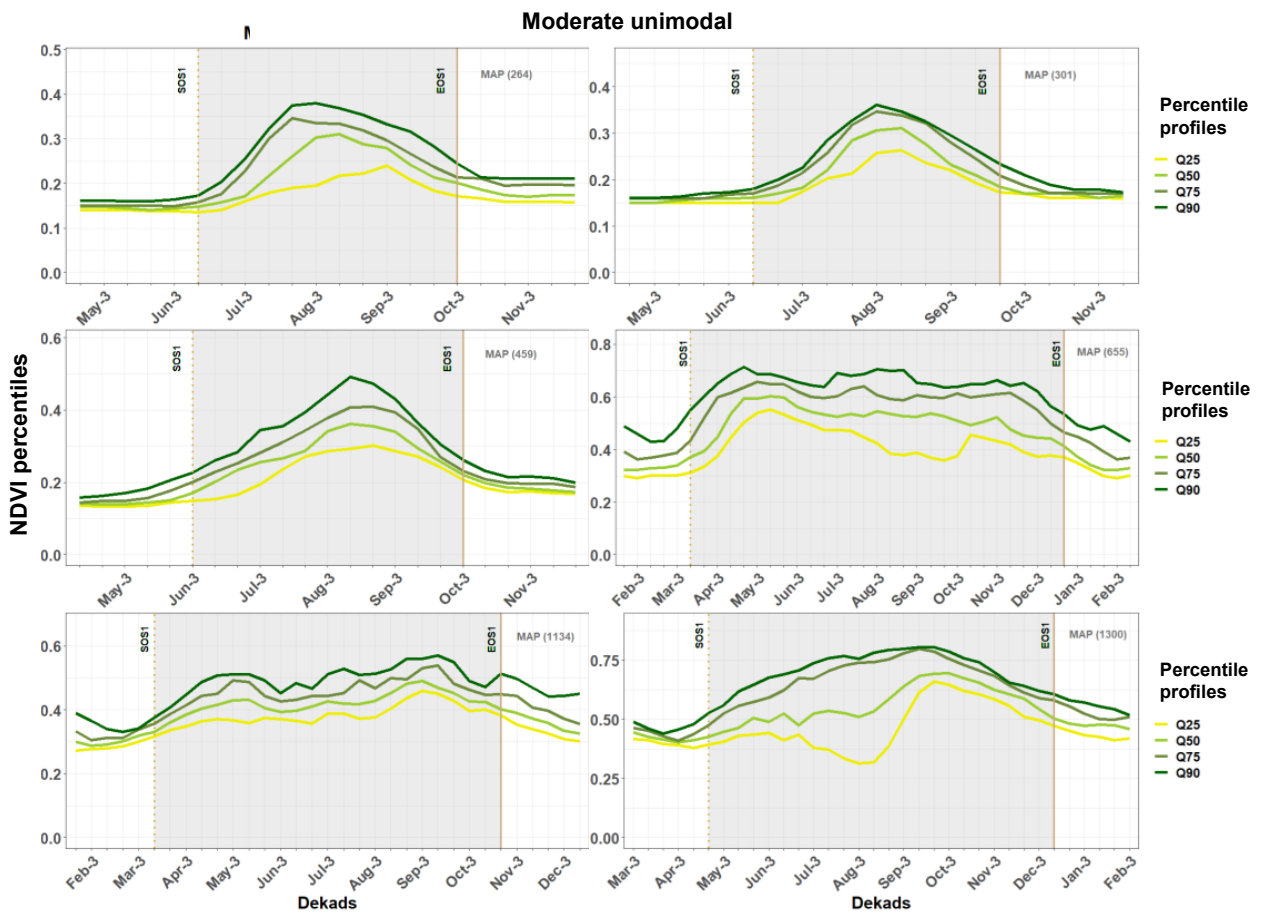 Moderate unimodal
NDVI percentiles
0.5
0.4
0.3
0.2
0.1
0.0
SOS1
EOS1
MAP (264)
May-3
Jun-3
Jul-3
Aug-3
Sep-3
Oct-3
Nov-3
0.4
0.3
0.2
0.1
0.0
SOS1
EOS1
MAP (301)
May-3
Jun-3
Jul-3
Aug-3
Sep-3
Oct-3
Nov-3
Percentile
profiles
Q25
Q50
Q75
Q90
0.6
0.4
0.2
0.0
SOS1
EOS1
MAP (459)
May-3
Jun-3
Jul-3
Aug-3
Sep-3
Oct-3
Nov-3
0.8
0.6
0.4
0.2
0.0
SOS1
EOS1
MAP (655)
Feb-3
Mar-3
Apr-3
May-3
Jun-3
Jul-3
Aug-3
Sep-3
Oct-3
Nov-3
Dec-3
Jan-3
Feb-3
Percentile
profiles
Q25
Q50
Q75
Q90
0.6
0.4
0.2
0.0
SOS1
EOS1
MAP (1134)
Feb-3
Mar-3
Apr-3
May-3
Jun-3
Jul-3
Aug-3
Sep-3
Oct-3
Nov-3
Dec-3
Dekads
0.75
0.50
0.25
0.00
SOS1
EOS1
MAP (1300)
Mar-3
Apr-3
May-3
Jun-3
Jul-3
Aug-3
Sep-3
Oct-3
Nov-3
Dec-3
Jan-3
Feb-3
Dekads
Percentile
profiles
Q25
Q50
Q75
Q90